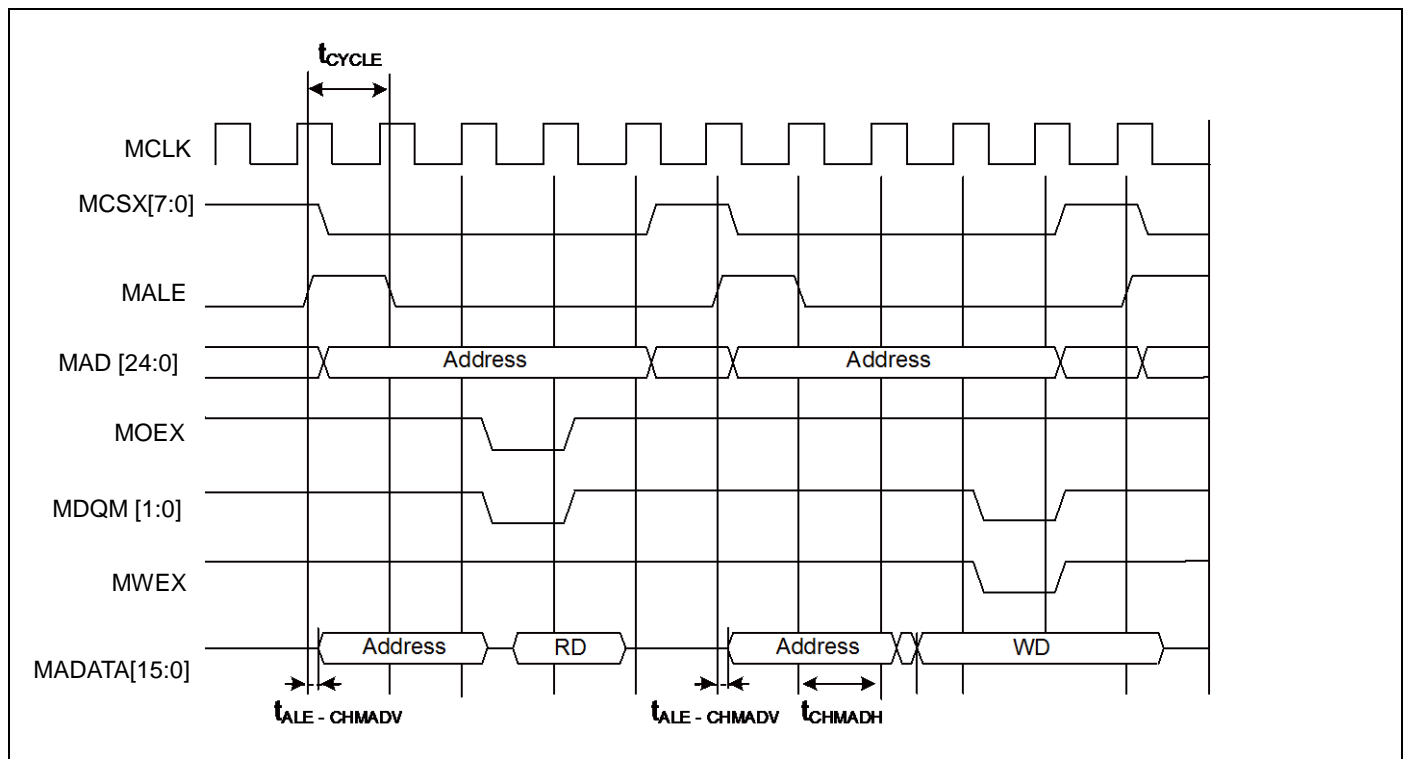 tCYCLE
MCLK
MCSX[7:0]
MALE
MAD [24:0] Address Address
MOEX
MDQM [1:0]
MWEX
MADATA[15:0] Address RD Address WD
tALE - CHMADV tALE - CHMADV tCHMADH